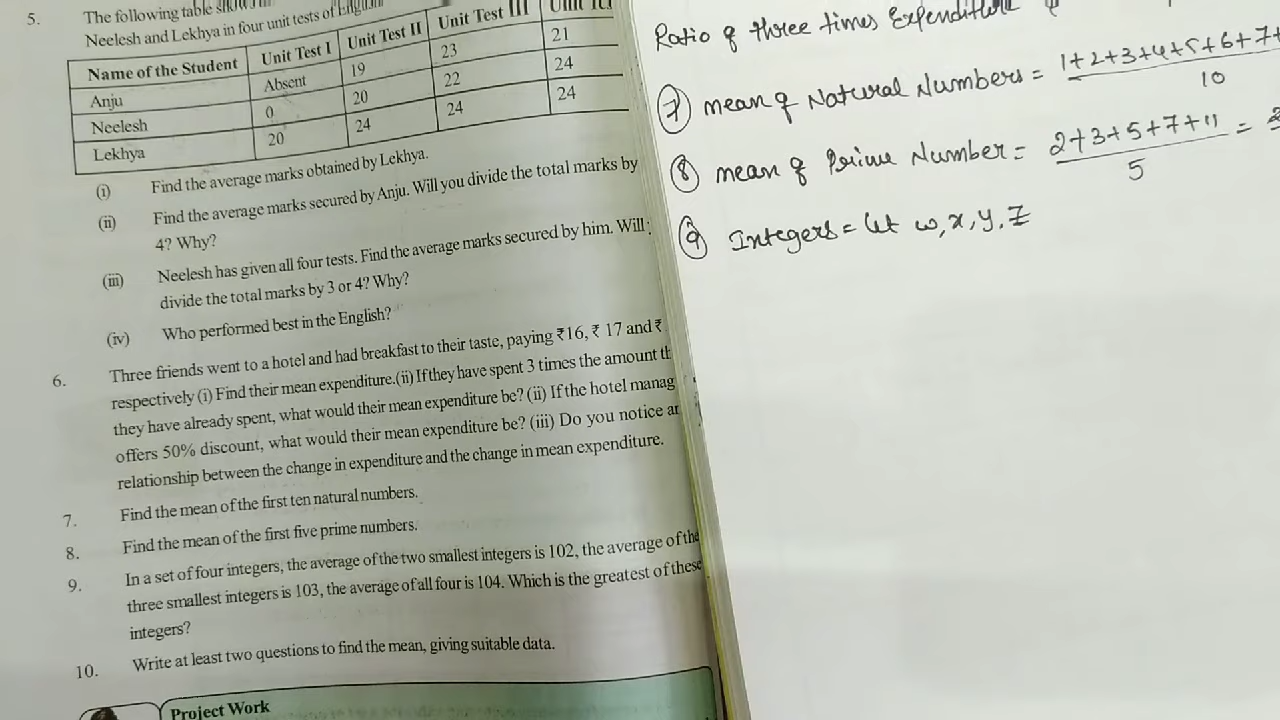 5. The following table
Neelesh and Lekhya in four unit tests of English
Name of the Student Unit Test I Unit Test II Unit Test III
Anju Absent 19 23 21
Neelesh 0 20 22 24
Lekhya 20 24 24 24
(i) Find the average marks obtained by Lekhya.
(ii) Find the average marks secured by Anju. Will you divide the total marks by
4? Why?
(iii) Neelesh has given all four tests. Find the average marks secured by him. Will
divide the total marks by 3 or 4? Why?
(iv) Who performed best in the English?
6. Three friends went to a hotel and had breakfast to their taste, paying ₹16, ₹ 17 and ₹
respectively (i) Find their mean expenditure.(ii) If they have spent 3 times the amount th
they have already spent, what would their mean expenditure be? (ii) If the hotel manag
offers 50% discount, what would their mean expenditure be? (iii) Do you notice an
relationship between the change in expenditure and the change in mean expenditure.
7. Find the mean of the first ten natural numbers.
8. Find the mean of the first five prime numbers.
9. In a set of four integers, the average of the two smallest integers is 102, the average of the
three smallest integers is 103, the average of all four is 104. Which is the greatest of these
integers?
10. Write at least two questions to find the mean, giving suitable data.
Project Work
Ratio of three times Expenditure
7 mean of Natural Numbers = 1+2+3+4+5+6+7+
10
8 mean of Prime Number = 2+3+5+7+11 =
5
9 Integers = let w, x, y, z